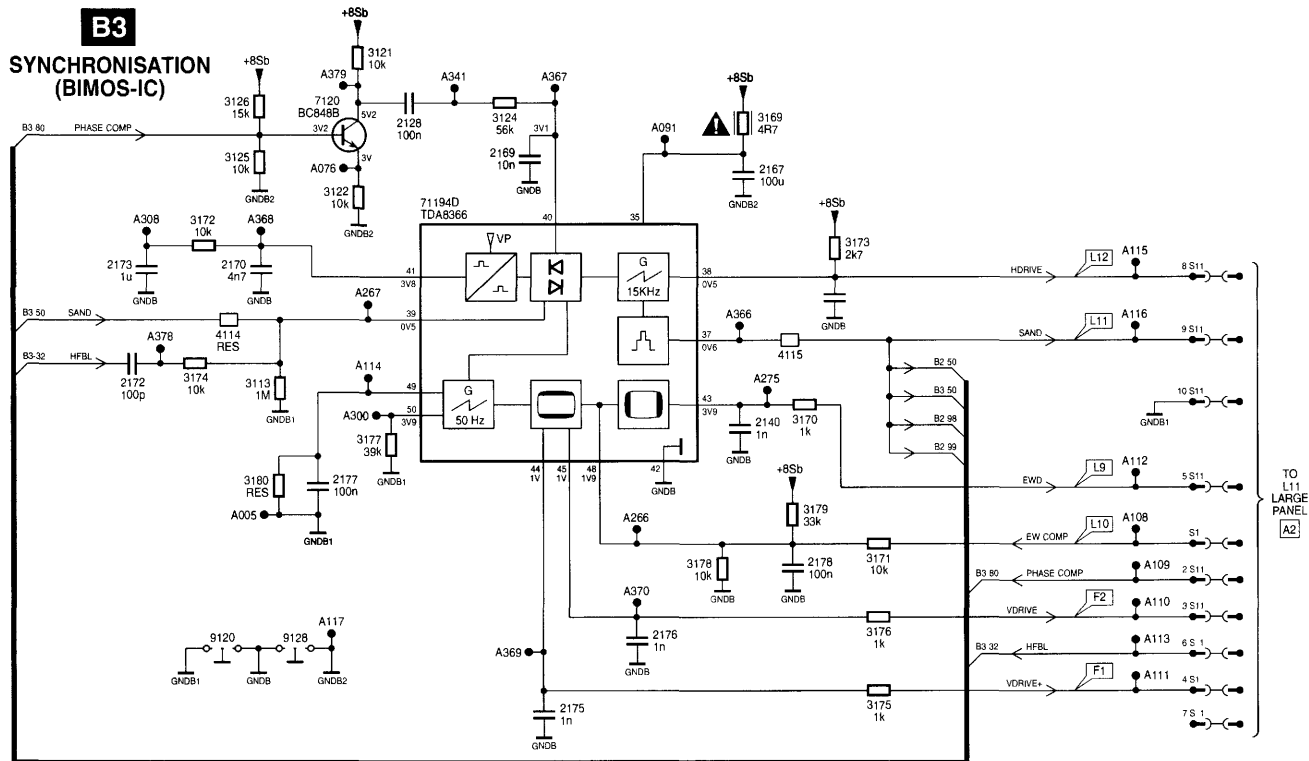 B3
SYNCHRONISATION
(BIMOS-IC)
+8Sb
3121
10k
A379
+8Sb
3126
15k
7120
BC848B
5V2
3V2
3V
B3 80
PHASE COMP
3125
10k
GNDB2
A076
3122
10k
GNDB2
2128
100n
A341
3124
56k
A367
3V1
2169
10n
GNDB
40
+8Sb
3169
4R7
A091
2167
100u
GNDB2
35
71194D
TDA8366
A308
3172
10k
A368
2173
1u
GNDB
2170
4n7
GNDB
41
3V8
VP
G
15KHz
38
0V5
+8Sb
3173
2k7
HDRIVE
L12
A115
8 S11
B3 50
SAND
4114
RES
A267
39
0V5
37
0V6
A366
4115
SAND
L11
A116
9 S11
B3-32
HFBL
A378
2172
100p
3174
10k
3113
1M
GNDB1
A114
49
A300
50
3V9
G
50 Hz
3177
39k
GNDB1
43
3V9
A275
2140
1n
GNDB
3170
1k
B2 50
B3 50
B2 98
B2 99
10 S11
GNDB1
44
1V
45
1V
48
1V9
42
GNDB
3180
RES
2177
100n
A005
GNDB1
EWD
L9
A112
5 S11
+8Sb
3179
33k
A266
3178
10k
GNDB
2178
100n
GNDB
3171
10k
EW COMP
L10
A108
S1
B3 80
PHASE COMP
A109
2 S11
A370
2176
1n
GNDB
3176
1k
VDRIVE
F2
A110
3 S11
B3 32
HFBL
A113
6 S 1
A369
2175
1n
GNDB
3175
1k
VDRIVE+
F1
A111
4 S1
7 S 1
TO
L11
LARGE
PANEL
A2
9120
9128
A117
GNDB1
GNDB
GNDB2